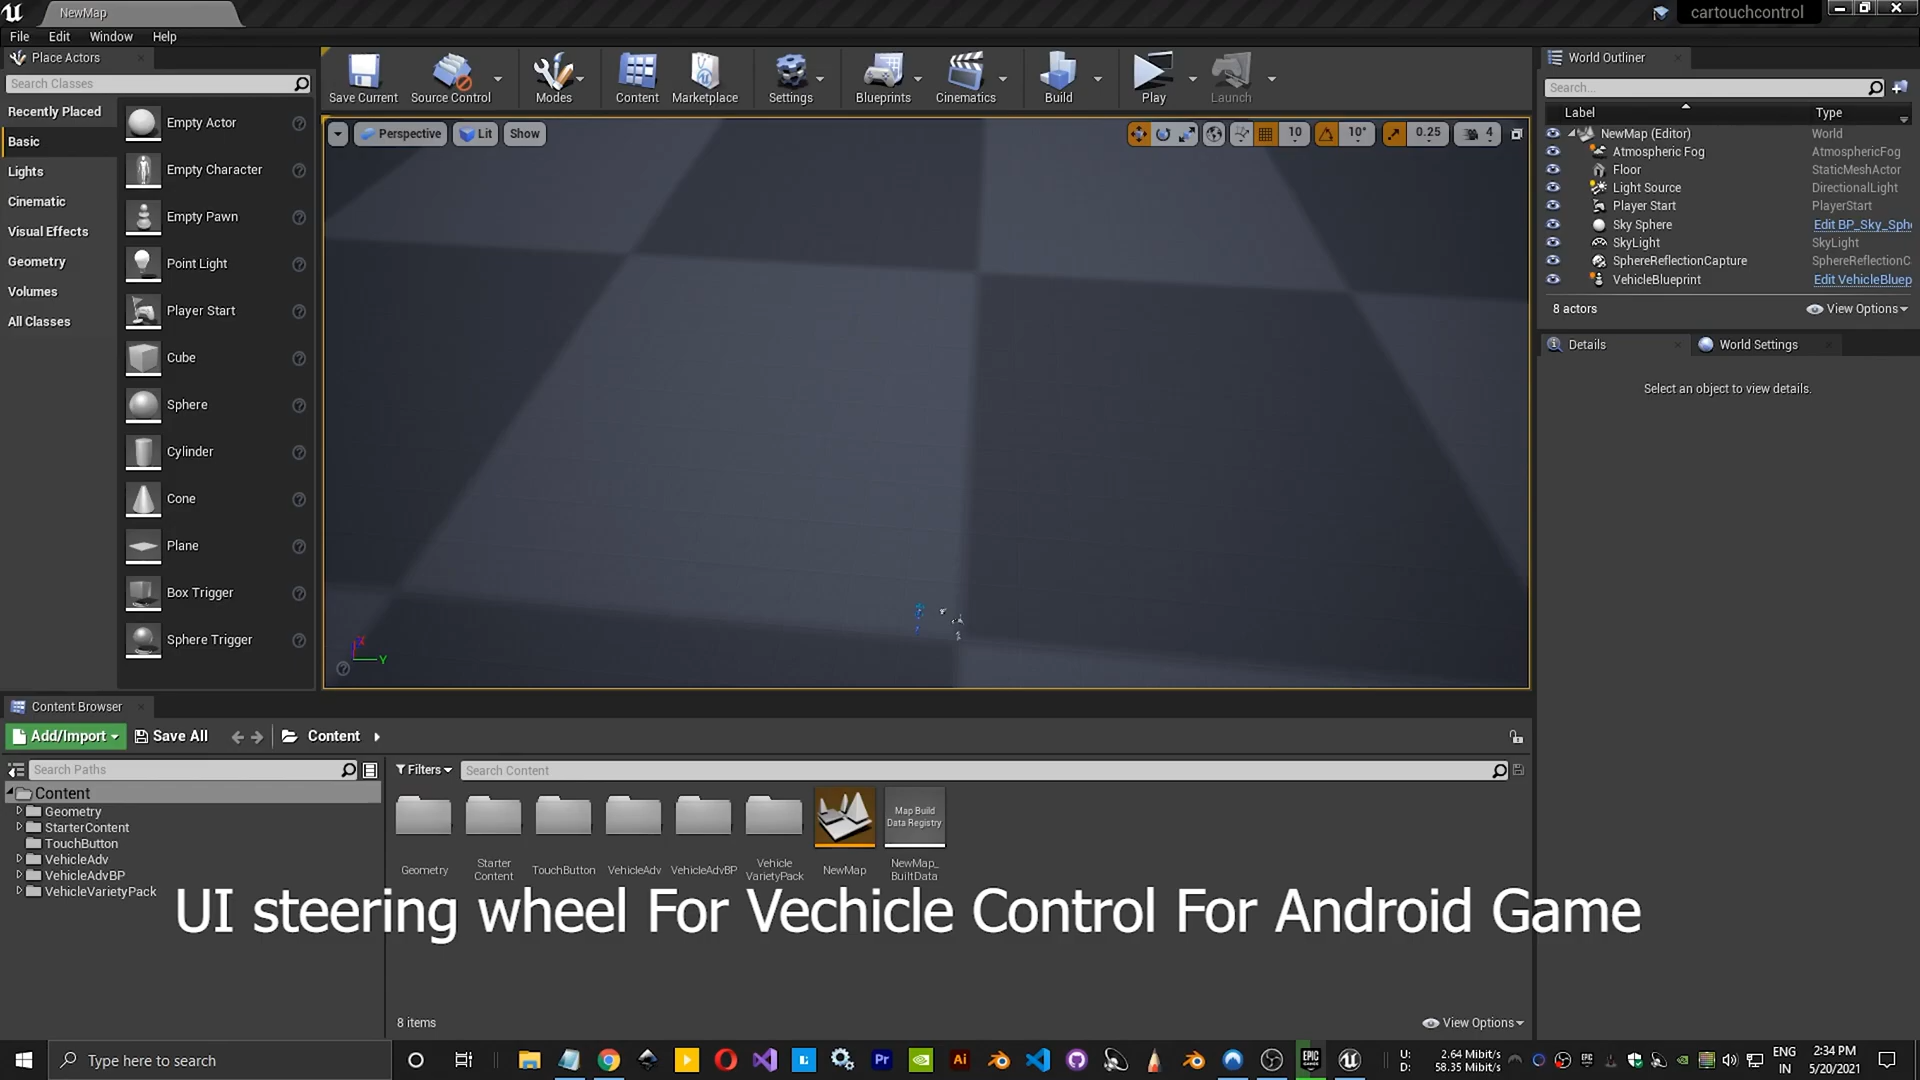 NewMap
cartouchcontrol
File Edit Window Help
Place Actors
Search Classes
Recently Placed
Basic
Lights
Cinematic
Visual Effects
Geometry
Volumes
All Classes
Empty Actor
Empty Character
Empty Pawn
Point Light
Player Start
Cube
Sphere
Cylinder
Cone
Plane
Box Trigger
Sphere Trigger
Save Current Source Control Modes Content Marketplace Settings Blueprints Cinematics Build Play Launch
Perspective Lit Show
10 10° 0.25 4
Y
World Outliner
Search...
Label Type
NewMap (Editor) World
Atmospheric Fog AtmosphericFog
Floor StaticMeshActor
Light Source DirectionalLight
Player Start PlayerStart
Sky Sphere Edit BP_Sky_Sph
SkyLight SkyLight
SphereReflectionCapture SphereReflectionC
VehicleBlueprint Edit VehicleBluep
8 actors View Options
Details World Settings
Select an object to view details.
Content Browser
Add/Import Save All Content
Search Paths
Filters Search Content
Content
Geometry
StarterContent
TouchButton
VehicleAdv
VehicleAdvBP
VehicleVarietyPack
Map Build
Data Registry
Geometry
Starter
Content
TouchButton
VehicleAdv
VehicleAdvBP
Vehicle
VarietyPack
NewMap
NewMap_
BuiltData
UI steering wheel For Vechicle Control For Android Game
8 items View Options
Type here to search
U: 2.64 Mibit/s
D: 58.35 Mibit/s
ENG
IN
2:34 PM
5/20/2021